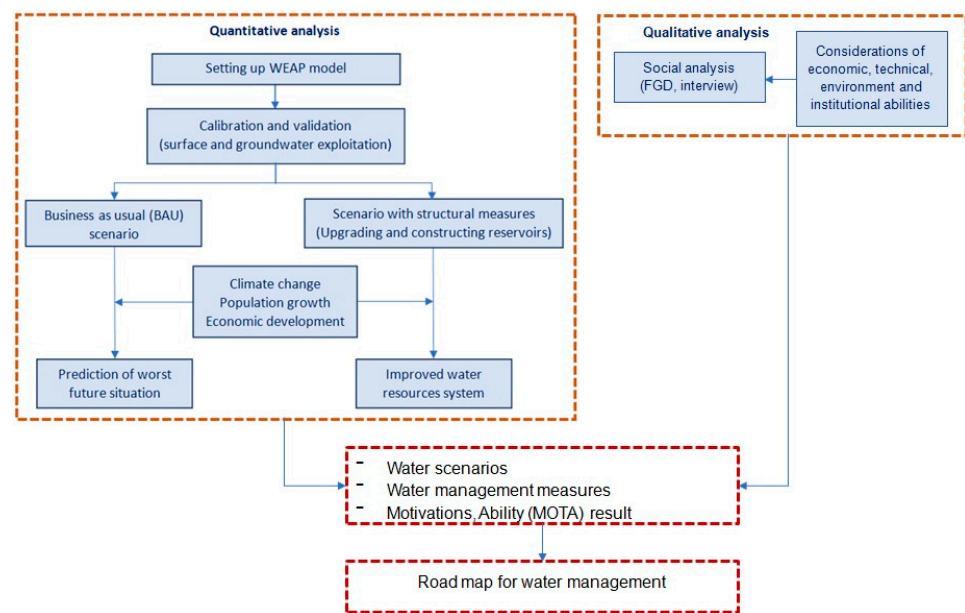 Quantitative analysis
Setting up WEAP model
Calibration and validation
(surface and groundwater exploitation)
Business as usual (BAU)
scenario
Scenario with structural measures
(Upgrading and constructing reservoirs)
Climate change
Population growth
Economic development
Prediction of worst
future situation
Improved water
resources system
Qualitative analysis
Social analysis
(FGD, interview)
Considerations of
economic, technical,
environment and
institutional abilities
- Water scenarios
- Water management measures
- Motivations, Ability (MOTA) result
Road map for water management